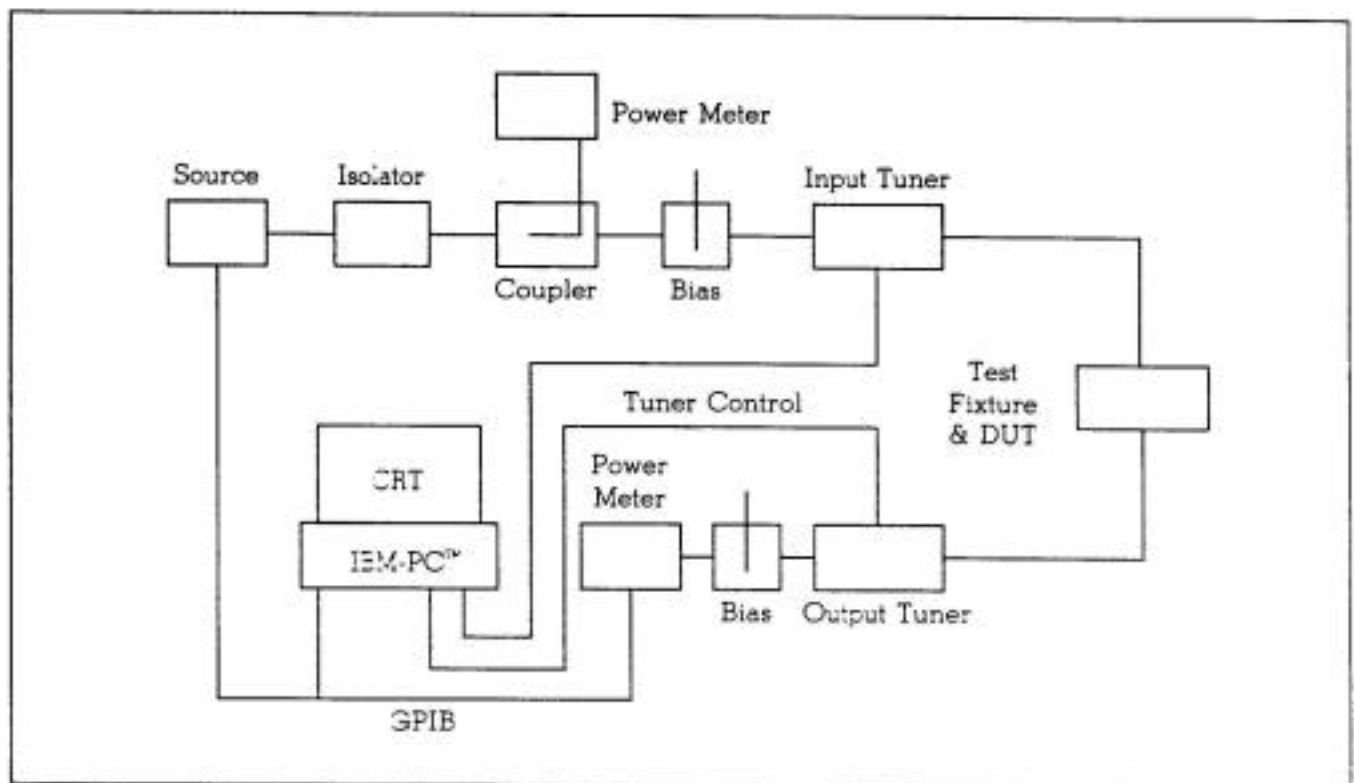 Power Meter
Source
Isolator
Input Tuner
Coupler
Bias
Test
Fixture
& DUT
Tuner Control
CRT
Power
Meter
IBM-PC™
Bias
Output Tuner
GPIB